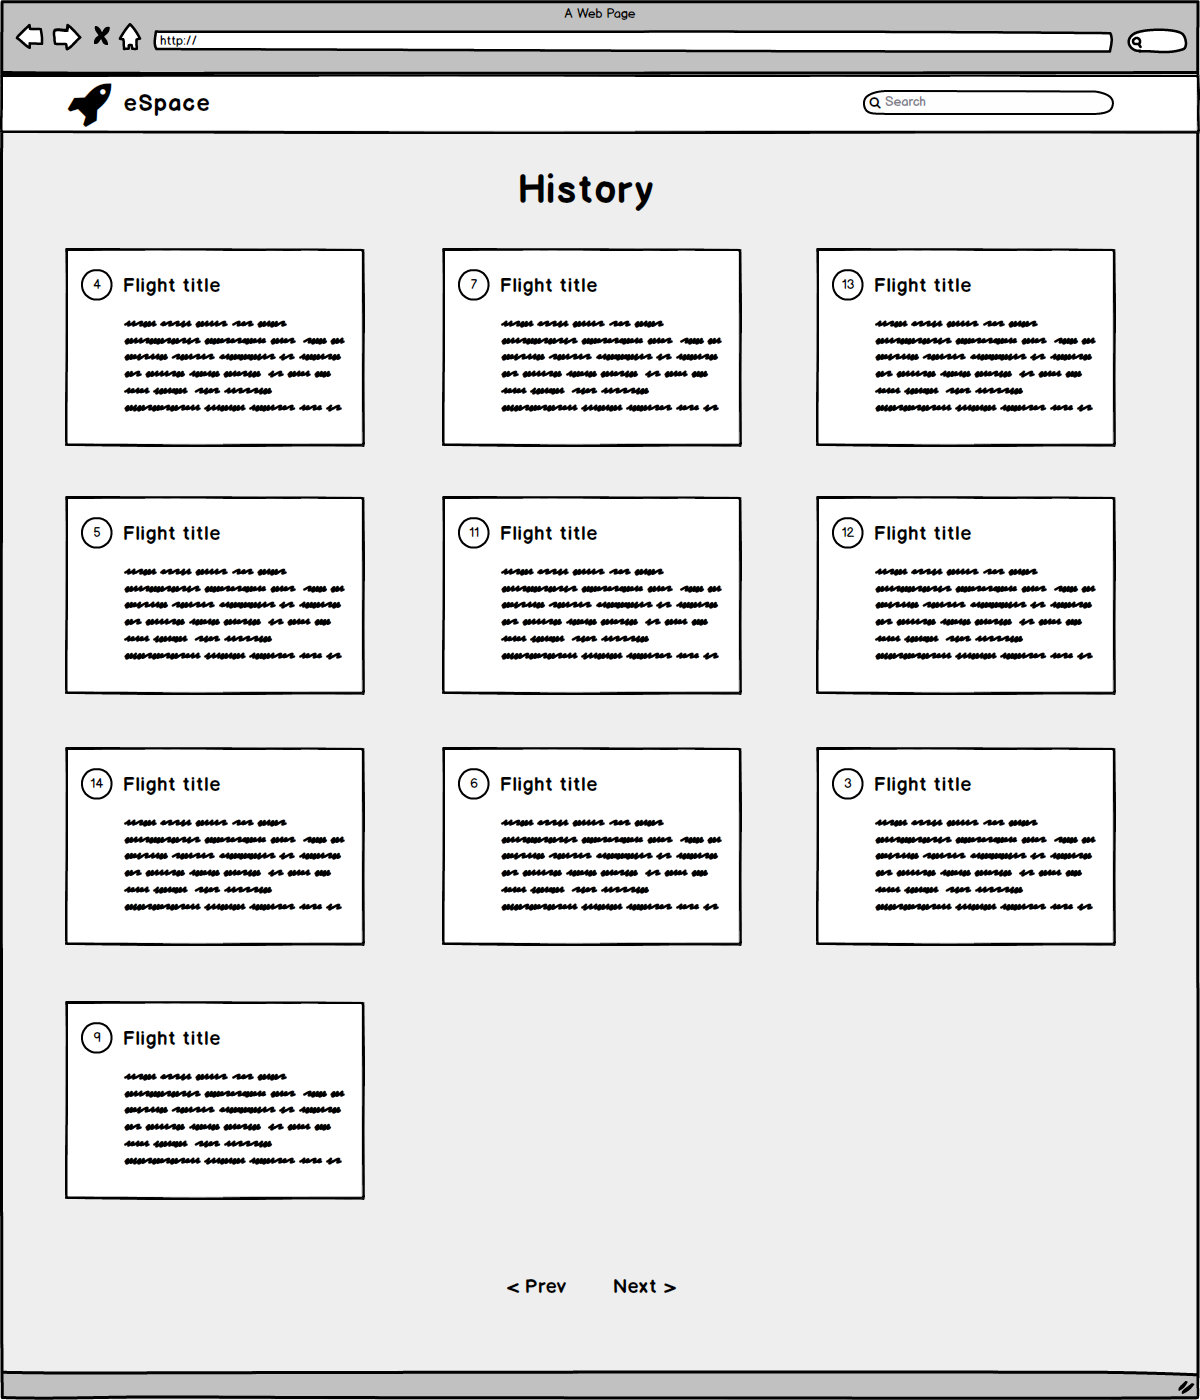 A Web Page
http://
eSpace
Search
History
4 Flight title
7 Flight title
13 Flight title
5 Flight title
11 Flight title
12 Flight title
14 Flight title
6 Flight title
3 Flight title
9 Flight title
< Prev Next >